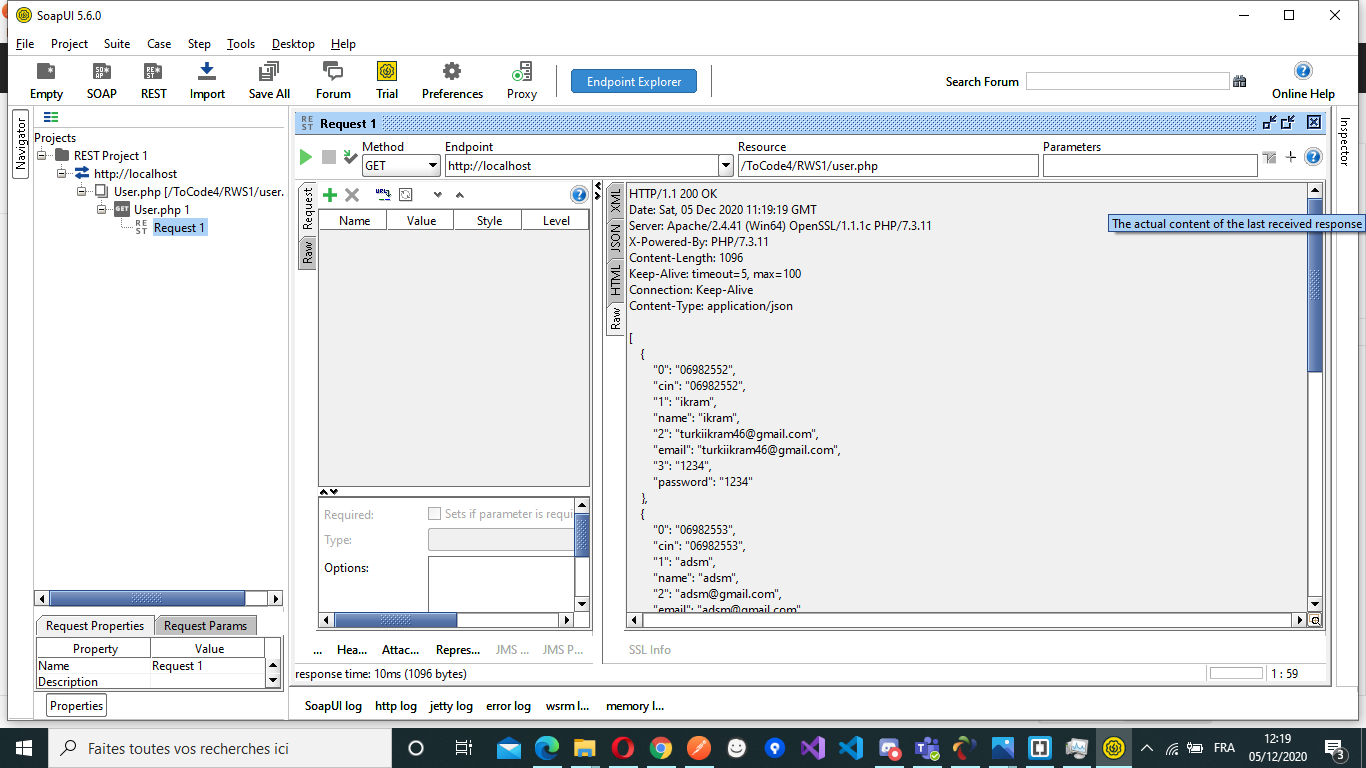 SoapUI 5.6.0
File Project Suite Case Step Tools Desktop Help
Empty SOAP REST Import Save All Forum Trial Preferences Proxy Endpoint Explorer Search Forum Online Help
Navigator
Projects
REST Project 1
http://localhost
User.php [/ToCode4/RWS1/user.
GET User.php 1
REST Request 1
REST Request 1
Method Endpoint Resource Parameters
GET http://localhost /ToCode4/RWS1/user.php
Inspector
Request
Raw
Name Value Style Level
Required: Sets if parameter is requi
Type:
Options:
XML
JSON
HTML
Raw
HTTP/1.1 200 OK
Date: Sat, 05 Dec 2020 11:19:19 GMT
Server: Apache/2.4.41 (Win64) OpenSSL/1.1.1c PHP/7.3.11
X-Powered-By: PHP/7.3.11
Content-Length: 1096
Keep-Alive: timeout=5, max=100
Connection: Keep-Alive
Content-Type: application/json
The actual content of the last received response
[
{
"0": "06982552",
"cin": "06982552",
"1": "ikram",
"name": "ikram",
"2": "turkiikram46@gmail.com",
"email": "turkiikram46@gmail.com",
"3": "1234",
"password": "1234"
},
{
"0": "06982553",
"cin": "06982553",
"1": "adsm",
"name": "adsm",
"2": "adsm@gmail.com",
"email": "adsm@gmail.com"
Request Properties Request Params
Property Value
Name Request 1
Description
Properties
... Hea... Attac... Repres... JMS ... JMS P...
SSL Info
response time: 10ms (1096 bytes) 1 : 59
SoapUI log http log jetty log error log wsrm l... memory l...
Faites toutes vos recherches ici
FRA
12:19
05/12/2020
3